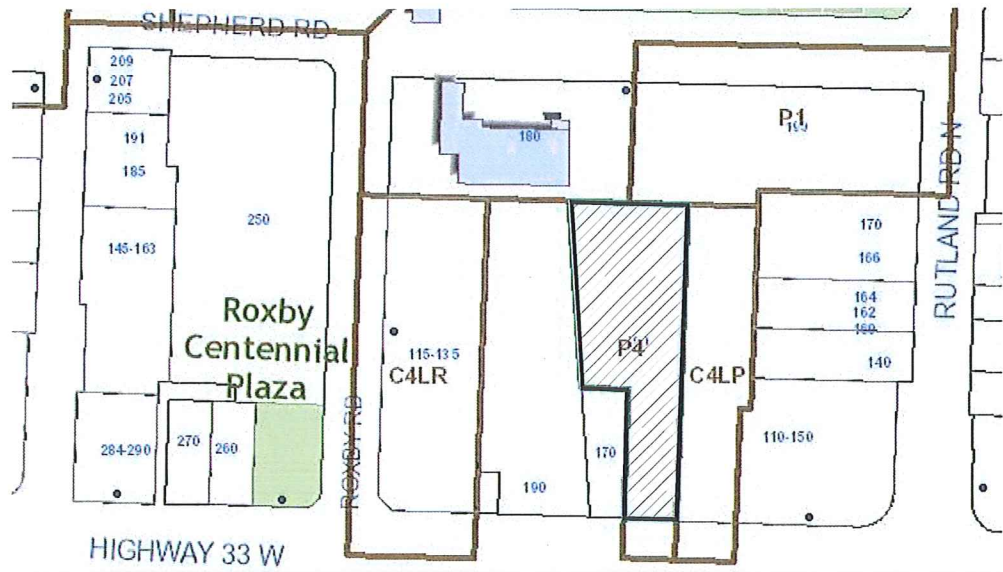 SHEPHERD RD
209
207
205
191
185
145-163
250
Roxby
Centennial
Plaza
284-290
270
260
HIGHWAY 33 W
ROXBY RD
180
P1
115-135
C4LR
190
170
P4
C4LP
170
166
164
162
160
140
110-150
RUTLAND RD N